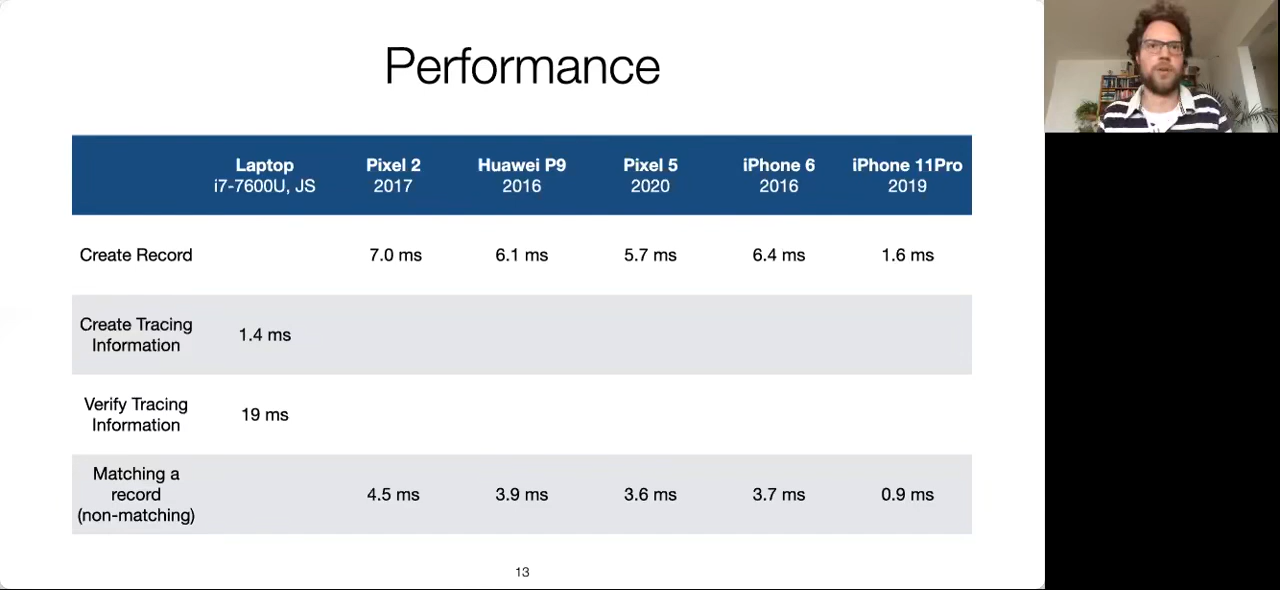 Performance
Laptop Pixel 2 Huawei P9 Pixel 5 iPhone 6 iPhone 11Pro
i7-7600U, JS 2017 2016 2020 2016 2019
Create Record 7.0 ms 6.1 ms 5.7 ms 6.4 ms 1.6 ms
Create Tracing
Information 1.4 ms
Verify Tracing
Information 19 ms
Matching a
record
(non-matching) 4.5 ms 3.9 ms 3.6 ms 3.7 ms 0.9 ms
13